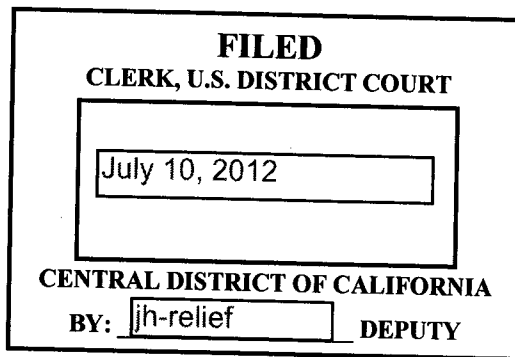 FILED
CLERK, U.S. DISTRICT COURT
July 10, 2012
CENTRAL DISTRICT OF CALIFORNIA
BY: jh-relief DEPUTY